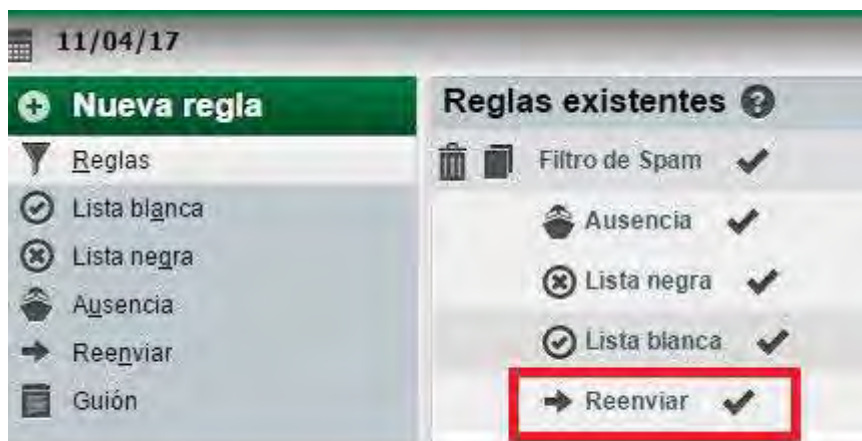 11/04/17
Nueva regla
Reglas
Lista blanca
Lista negra
Ausencia
Reenviar
Guión
Reglas existentes ?
Filtro de Spam
Ausencia
Lista negra
Lista blanca
Reenviar